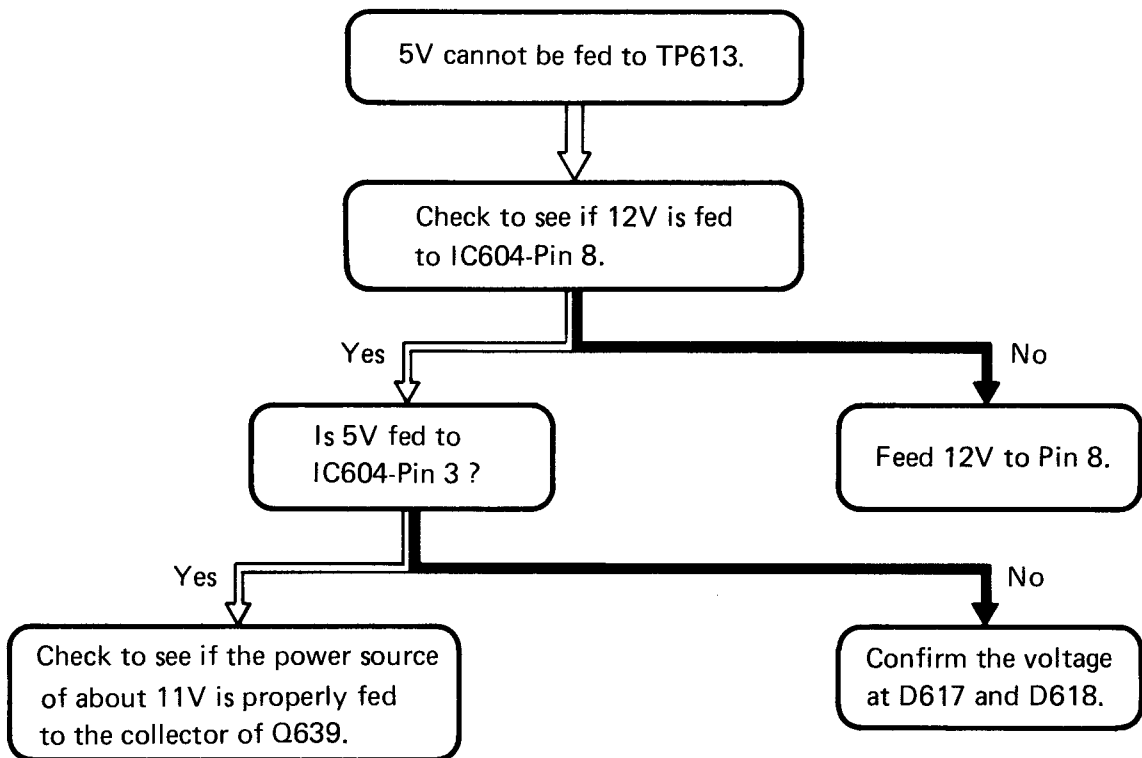 5V cannot be fed to TP613.
Check to see if 12V is fed
to IC604-Pin 8.
Yes
No
Is 5V fed to
IC604-Pin 3 ?
Feed 12V to Pin 8.
Yes
No
Check to see if the power source
of about 11V is properly fed
to the collector of Q639.
Confirm the voltage
at D617 and D618.